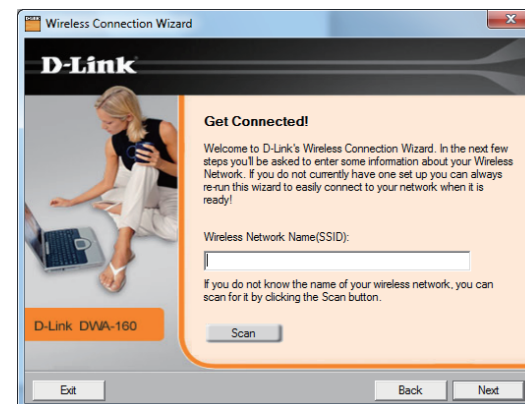 Wireless Connection Wizard
D-Link
Get Connected!
Welcome to D-Link's Wireless Connection Wizard. In the next few
steps you'll be asked to enter some information about your Wireless
Network. If you do not currently have one set up you can always
re-run this wizard to easily connect to your network when it is
ready!
Wireless Network Name(SSID):
If you do not know the name of your wireless network, you can
scan for it by clicking the Scan button.
D-Link DWA-160
Scan
Exit
Back
Next